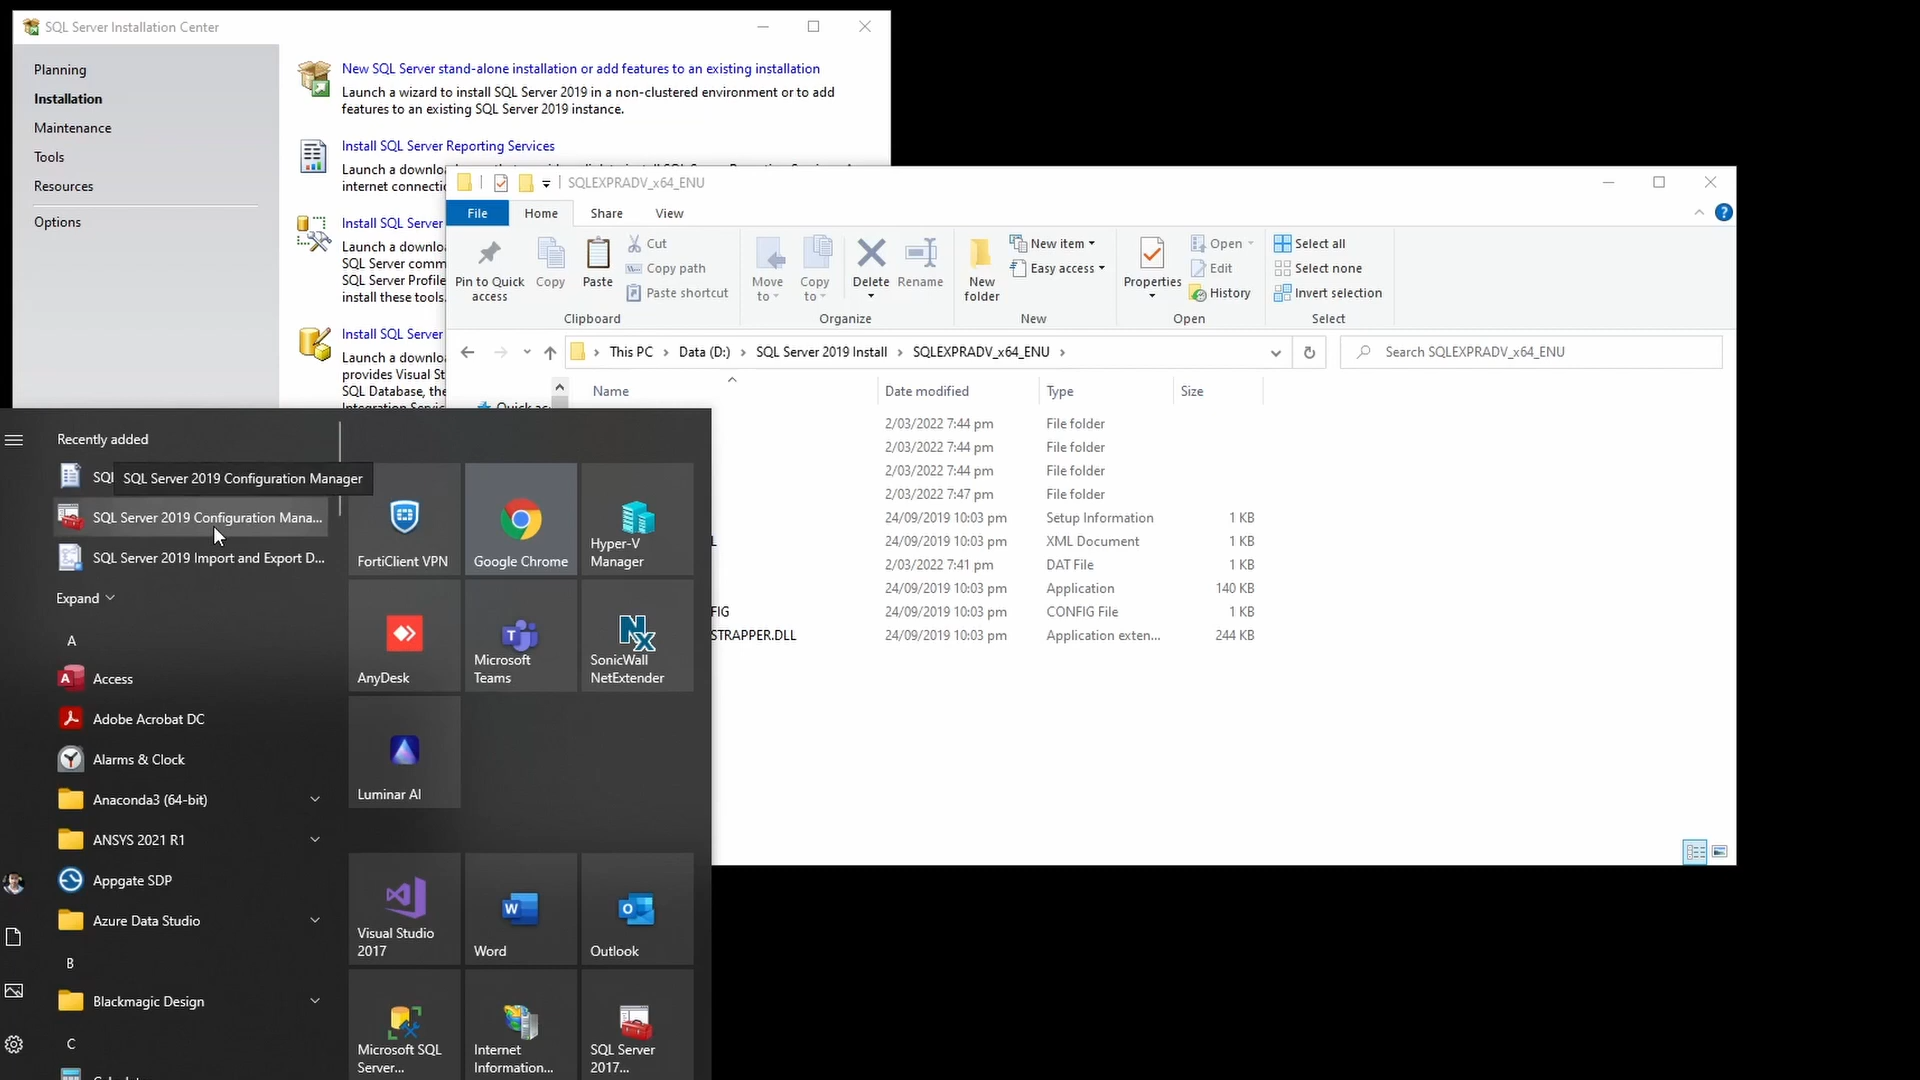 SQL Server Installation Center
Planning
Installation
Maintenance
Tools
Resources
Options
New SQL Server stand-alone installation or add features to an existing installation
Launch a wizard to install SQL Server 2019 in a non-clustered environment or to add
features to an existing SQL Server 2019 instance.
Install SQL Server Reporting Services
Launch a downlo
internet connectio
Install SQL Server
Launch a downlo
SQL Server comm
SQL Server Profile
install these tools.
Install SQL Server
Launch a downlo
provides Visual St
SQL Database, the
SQLEXPRADV_x64_ENU
File
Home
Share
View
Pin to Quick
access
Copy
Paste
Cut
Copy path
Paste shortcut
Clipboard
Move
to
Copy
to
Delete
Rename
Organize
New
folder
New item
Easy access
New
Properties
Open
Edit
History
Open
Select all
Select none
Invert selection
Select
This PC
Data (D:)
SQL Server 2019 Install
SQLEXPRADV_x64_ENU
Search SQLEXPRADV_x64_ENU
Name
Date modified
Type
Size
2/03/2022 7:44 pm File folder
2/03/2022 7:44 pm File folder
2/03/2022 7:44 pm File folder
2/03/2022 7:47 pm File folder
24/09/2019 10:03 pm Setup Information 1 KB
L 24/09/2019 10:03 pm XML Document 1 KB
2/03/2022 7:41 pm DAT File 1 KB
24/09/2019 10:03 pm Application 140 KB
FIG 24/09/2019 10:03 pm CONFIG File 1 KB
STRAPPER.DLL 24/09/2019 10:03 pm Application exten... 244 KB
Recently added
SQL
SQL Server 2019 Configuration Manager
SQL Server 2019 Configuration Mana...
SQL Server 2019 Import and Export D...
Expand
A
Access
Adobe Acrobat DC
Alarms & Clock
Anaconda3 (64-bit)
ANSYS 2021 R1
Appgate SDP
Azure Data Studio
B
Blackmagic Design
C
FortiClient VPN
Google Chrome
Hyper-V
Manager
AnyDesk
Microsoft
Teams
SonicWall
NetExtender
Luminar AI
Visual Studio
2017
Word
Outlook
Microsoft SQL
Server...
Internet
Information...
SQL Server
2017...